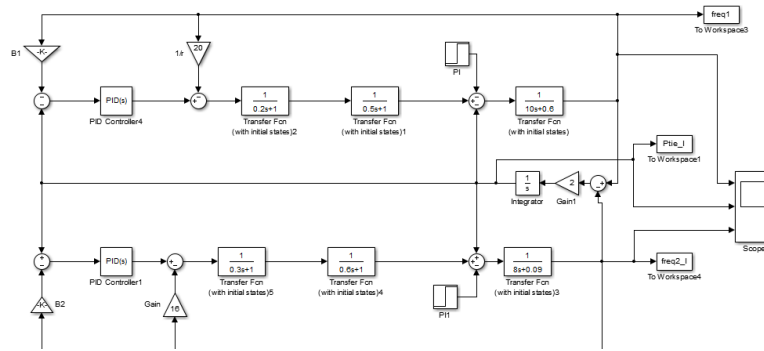 freq1
To Workspace3
B1
-K-
1/r
20
PI
PID(s)
PID Controller4
1
0.2s+1
Transfer Fcn
(with initial states)2
1
0.5s+1
Transfer Fcn
(with initial states)1
1
10s+0.6
Transfer Fcn
(with initial states)
Ptie_I
To Workspace1
1
s
Integrator
2
Gain1
Scope
PID(s)
PID Controller1
1
0.3s+1
Transfer Fcn
(with initial states)5
1
0.6s+1
Transfer Fcn
(with initial states)4
1
8s+0.09
Transfer Fcn
(with initial states)3
freq2_I
To Workspace4
-K-
B2
Gain
16
PI1